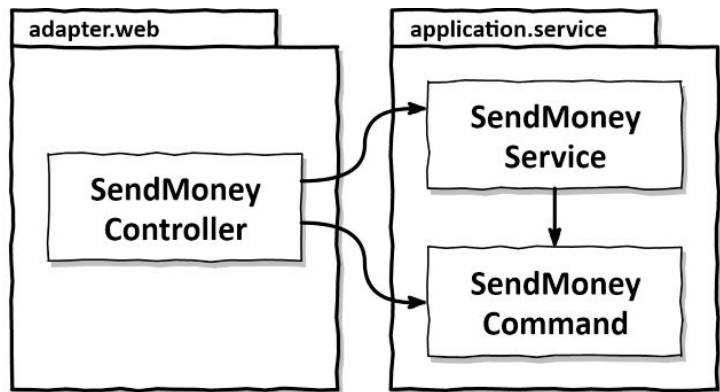 adapter.web
SendMoney
Controller
application.service
SendMoney
Service
SendMoney
Command